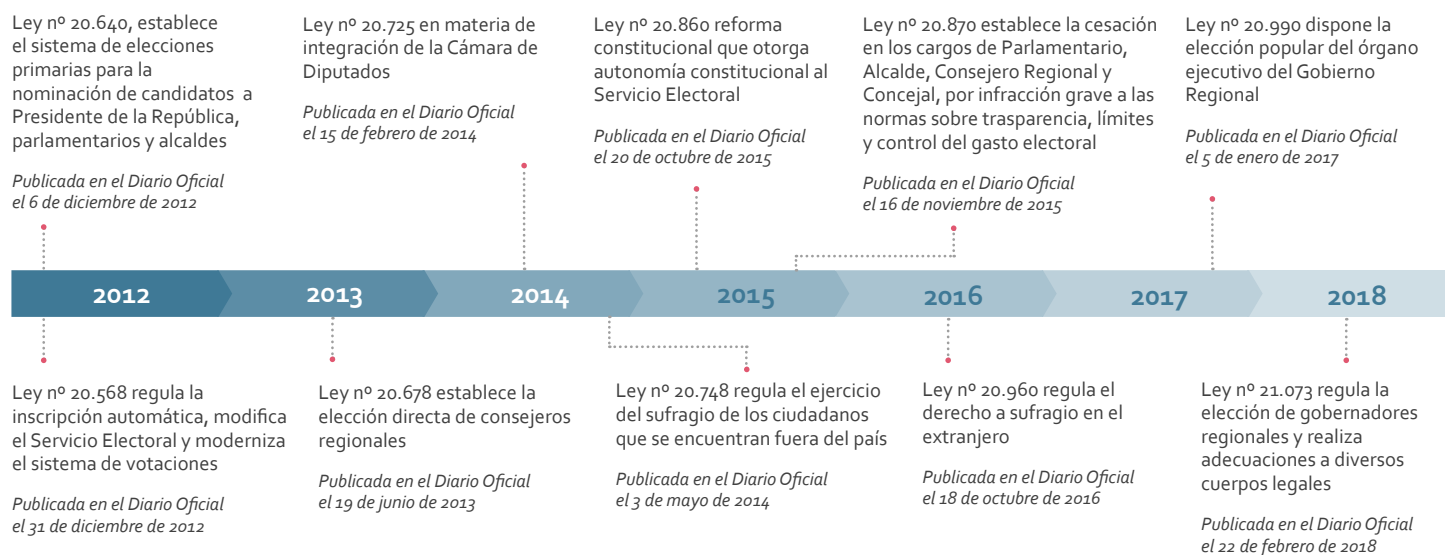 Ley nº 20.640, establece
el sistema de elecciones
primarias para la
nominación de candidatos a
Presidente de la República,
parlamentarios y alcaldes
Publicada en el Diario Oficial
el 6 de diciembre de 2012
Ley nº 20.725 en materia de
integración de la Cámara de
Diputados
Publicada en el Diario Oficial
el 15 de febrero de 2014
Ley nº 20.860 reforma
constitucional que otorga
autonomía constitucional al
Servicio Electoral
Publicada en el Diario Oficial
el 20 de octubre de 2015
Ley nº 20.870 establece la cesación
en los cargos de Parlamentario,
Alcalde, Consejero Regional y
Concejal, por infracción grave a las
normas sobre trasparencia, límites
y control del gasto electoral
Publicada en el Diario Oficial
el 16 de noviembre de 2015
Ley nº 20.990 dispone la
elección popular del órgano
ejecutivo del Gobierno
Regional
Publicada en el Diario Oficial
el 5 de enero de 2017
2012
2013
2014
2015
2016
2017
2018
Ley nº 20.568 regula la
inscripción automática, modifica
el Servicio Electoral y moderniza
el sistema de votaciones
Publicada en el Diario Oficial
el 31 de diciembre de 2012
Ley nº 20.678 establece la
elección directa de consejeros
regionales
Publicada en el Diario Oficial
el 19 de junio de 2013
Ley nº 20.748 regula el ejercicio
del sufragio de los ciudadanos
que se encuentran fuera del país
Publicada en el Diario Oficial
el 3 de mayo de 2014
Ley nº 20.960 regula el
derecho a sufragio en el
extranjero
Publicada en el Diario Oficial
el 18 de octubre de 2016
Ley nº 21.073 regula la
elección de gobernadores
regionales y realiza
adecuaciones a diversos
cuerpos legales
Publicada en el Diario Oficial
el 22 de febrero de 2018